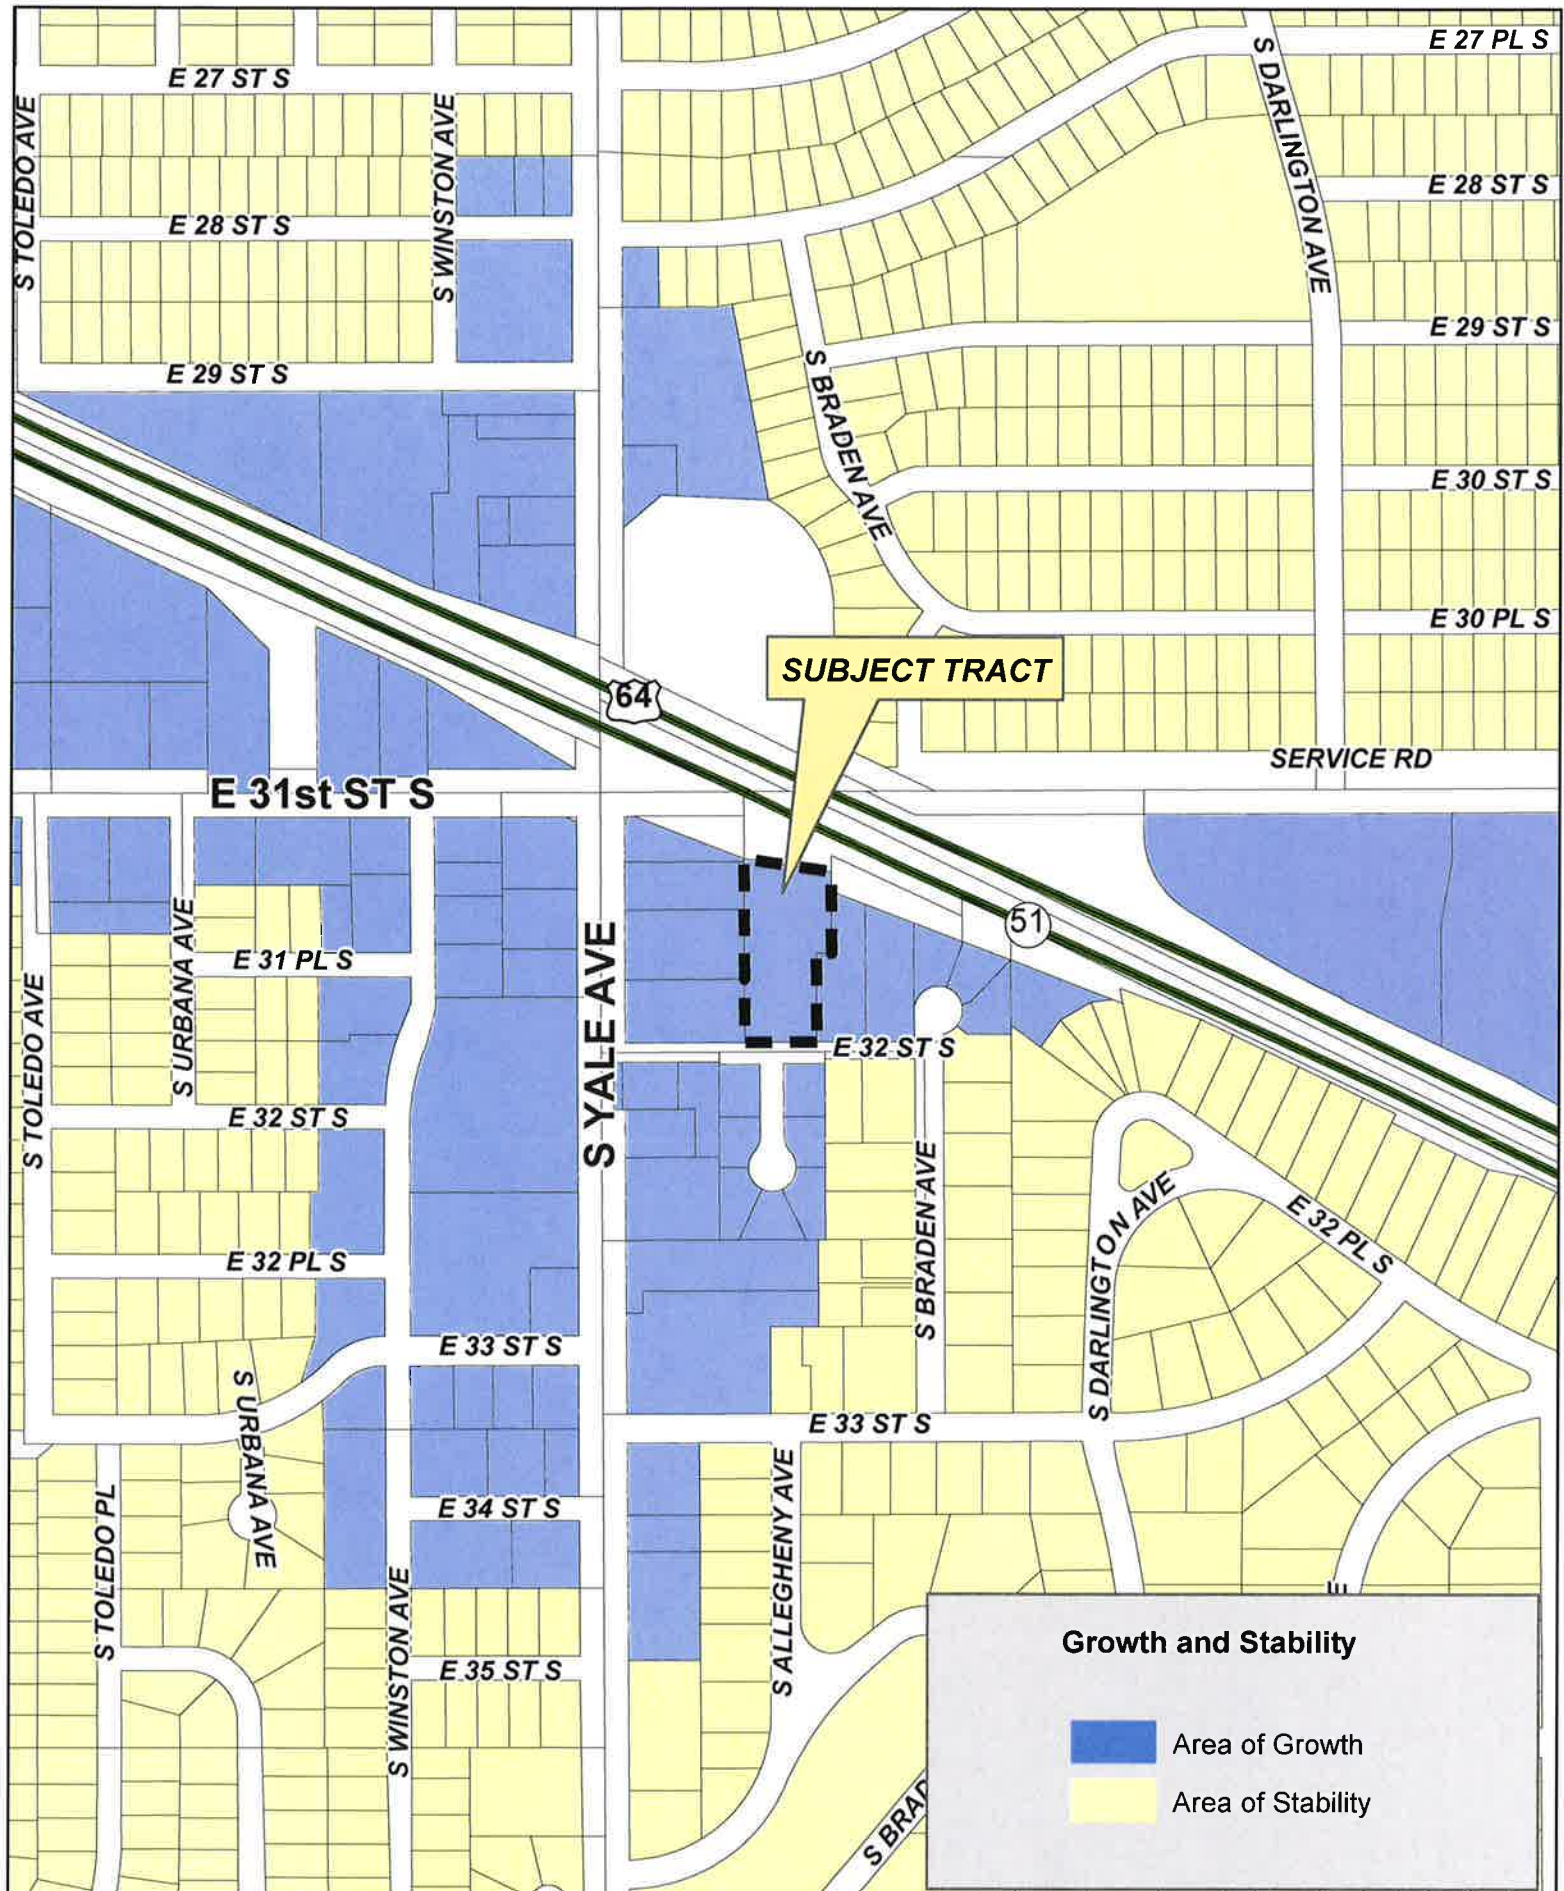 E 27 PL S
E 27 ST S
S DARLINGTON AVE
S TOLEDO AVE
S WINSTON AVE
E 28 ST S
E 28 ST S
E 29 ST S
E 29 ST S
S BRADEN AVE
E 30 ST S
E 30 PL S
SUBJECT TRACT
64
SERVICE RD
E 31st ST S
51
S URBANA AVE
E 31 PL S
S YALE AVE
S TOLEDO AVE
E 32 ST S
E 32 ST S
S BRADEN AVE
S DARLINGTON AVE
E 32 PL S
E 32 PL S
E 33 ST S
S URBANA AVE
E 33 ST S
S ALLEGHENY AVE
S TOLEDO PL
E 34 ST S
S WINSTON AVE
E 35 ST S
S BRAD
E
Growth and Stability
Area of Growth
Area of Stability